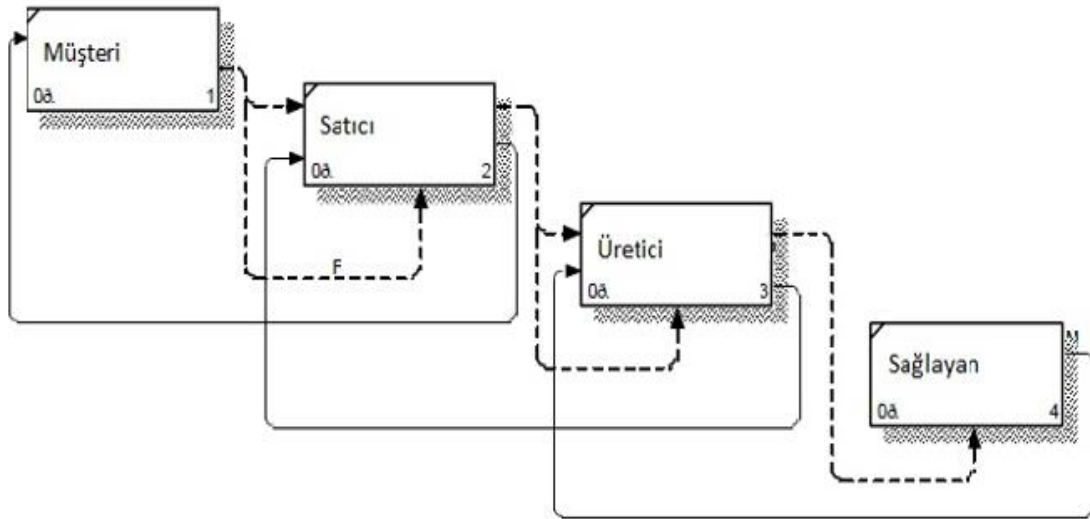 Müşteri
0ð. 1
Satıcı
0ð. 2
F
Üretici
0ð. 3
Sağlayan
0ð. 4